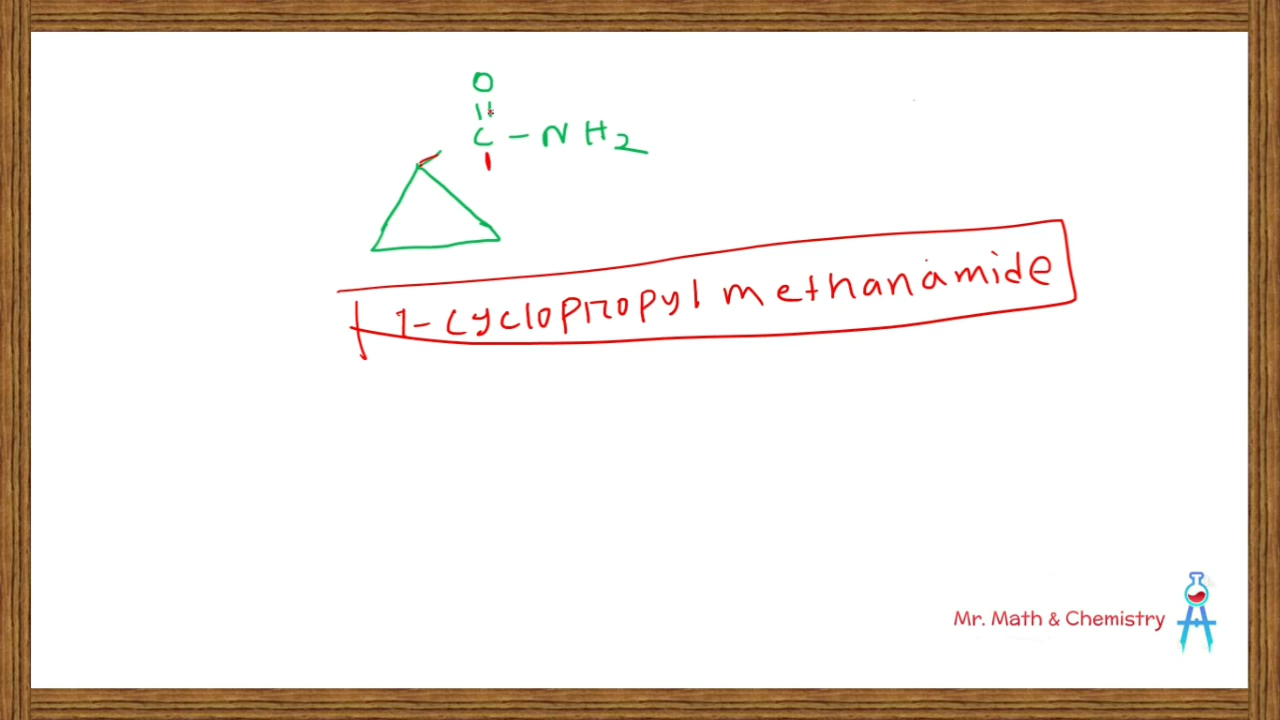 O
||
C - NH2
1-cyclopropyl methanamide
Mr. Math & Chemistry